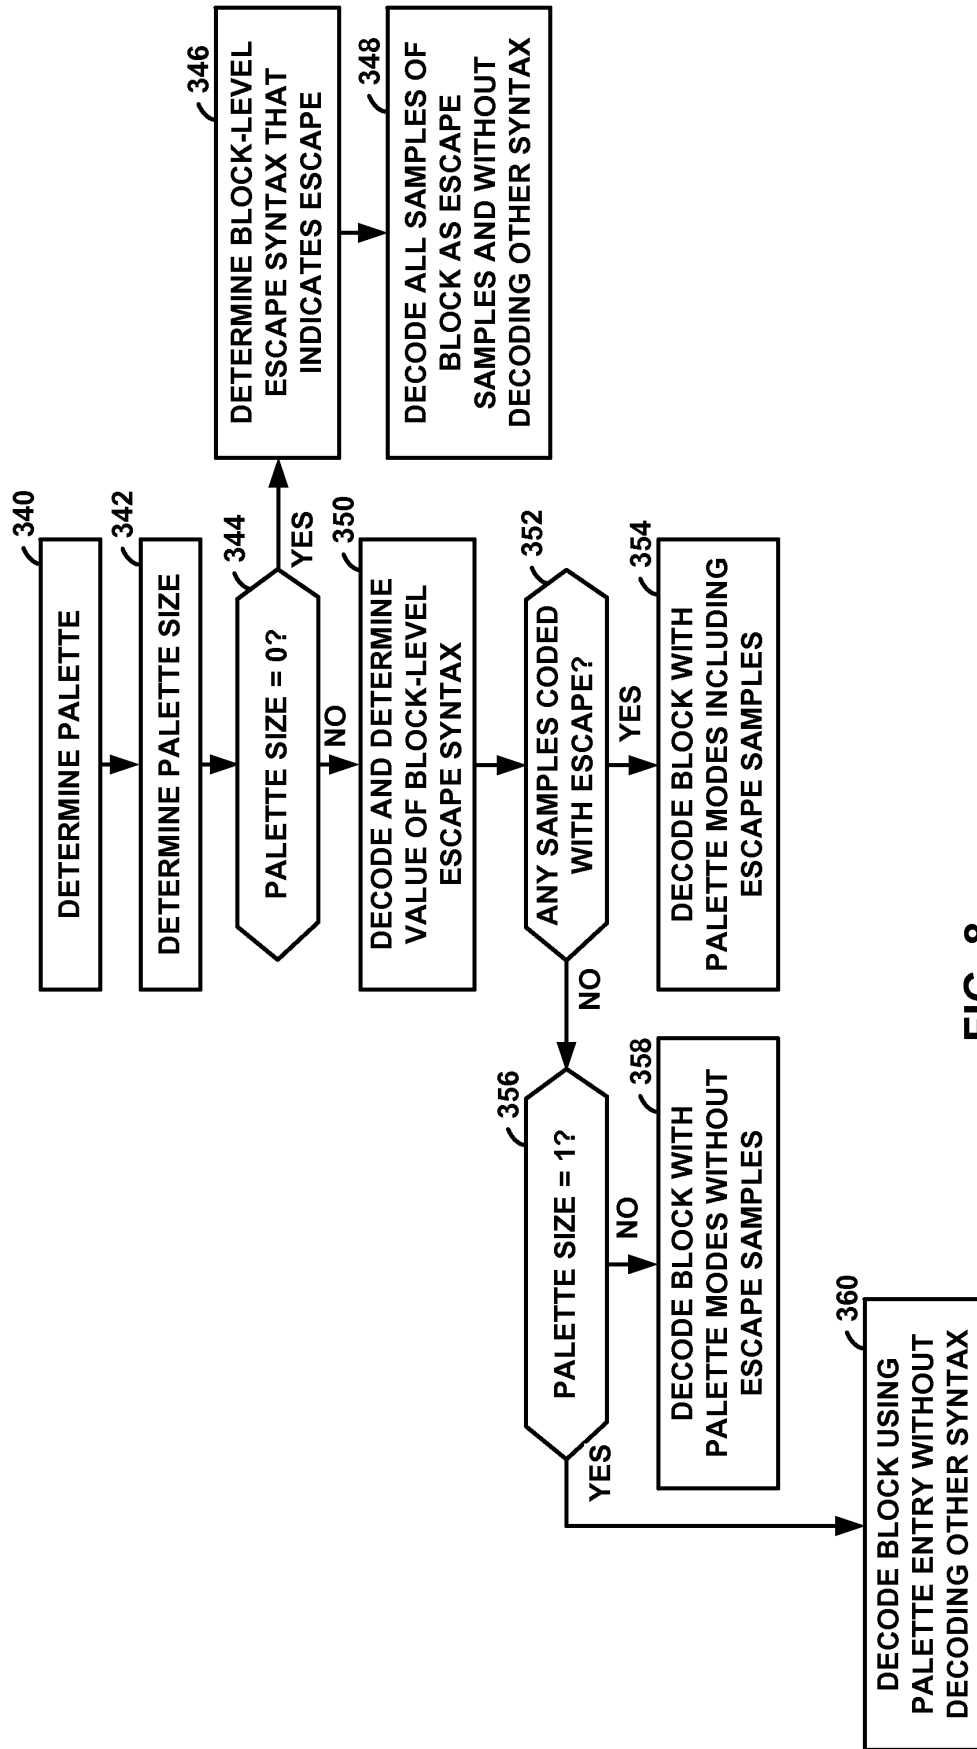 340
DETERMINE PALETTE
342
DETERMINE PALETTE SIZE
344
PALETTE SIZE = 0?
YES
NO
346
DETERMINE BLOCK-LEVEL
ESCAPE SYNTAX THAT
INDICATES ESCAPE
348
DECODE ALL SAMPLES OF
BLOCK AS ESCAPE
SAMPLES AND WITHOUT
DECODING OTHER SYNTAX
350
DECODE AND DETERMINE
VALUE OF BLOCK-LEVEL
ESCAPE SYNTAX
352
ANY SAMPLES CODED
WITH ESCAPE?
NO
YES
354
DECODE BLOCK WITH
PALETTE MODES INCLUDING
ESCAPE SAMPLES
356
PALETTE SIZE = 1?
YES
NO
358
DECODE BLOCK WITH
PALETTE MODES WITHOUT
ESCAPE SAMPLES
360
DECODE BLOCK USING
PALETTE ENTRY WITHOUT
DECODING OTHER SYNTAX
FIG. 8